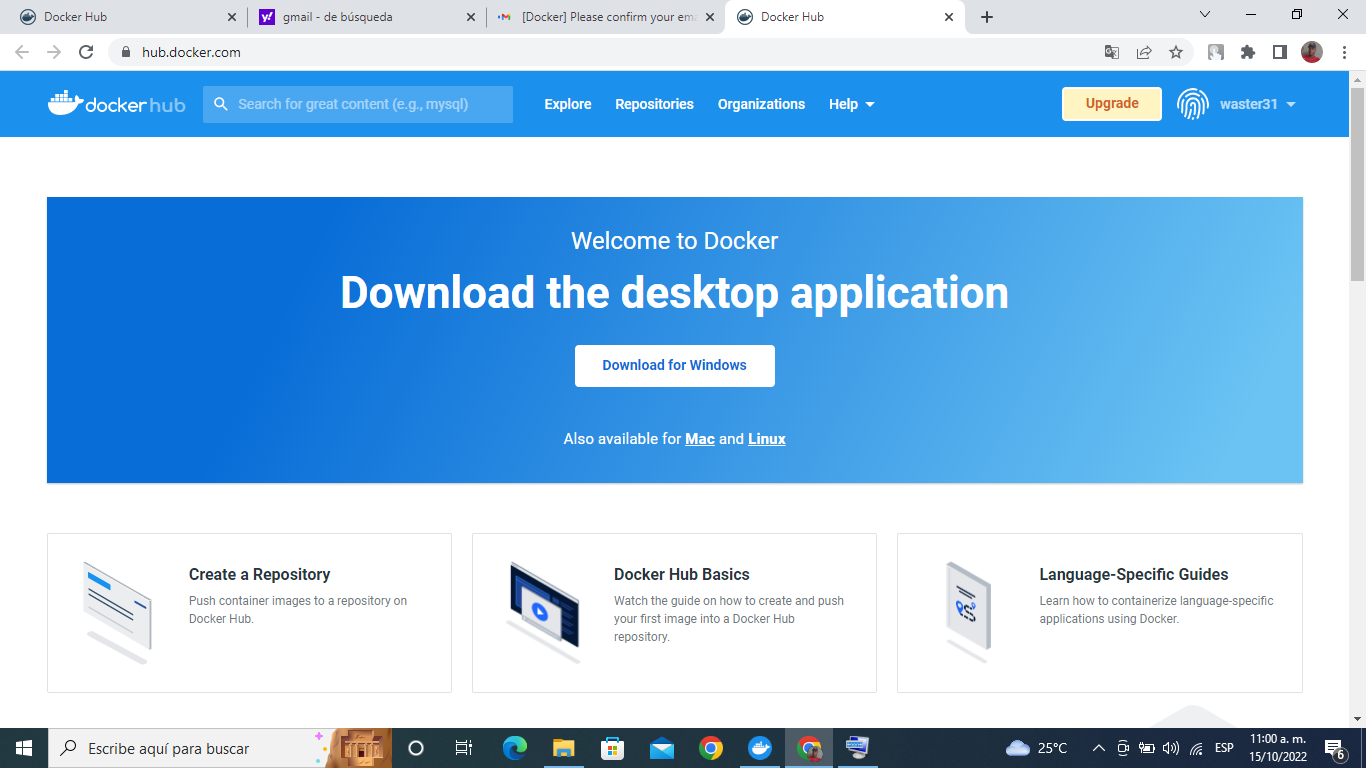 Docker Hub
gmail - de búsqueda
[Docker] Please confirm your ema
Docker Hub
hub.docker.com
docker hub
Search for great content (e.g., mysql)
Explore
Repositories
Organizations
Help
Upgrade
waster31
Welcome to Docker
Download the desktop application
Download for Windows
Also available for Mac and Linux
Create a Repository
Push container images to a repository on
Docker Hub.
Docker Hub Basics
Watch the guide on how to create and push
your first image into a Docker Hub
repository.
Language-Specific Guides
Learn how to containerize language-specific
applications using Docker.
Escribe aquí para buscar
25°C
ESP
11:00 a. m.
15/10/2022
6